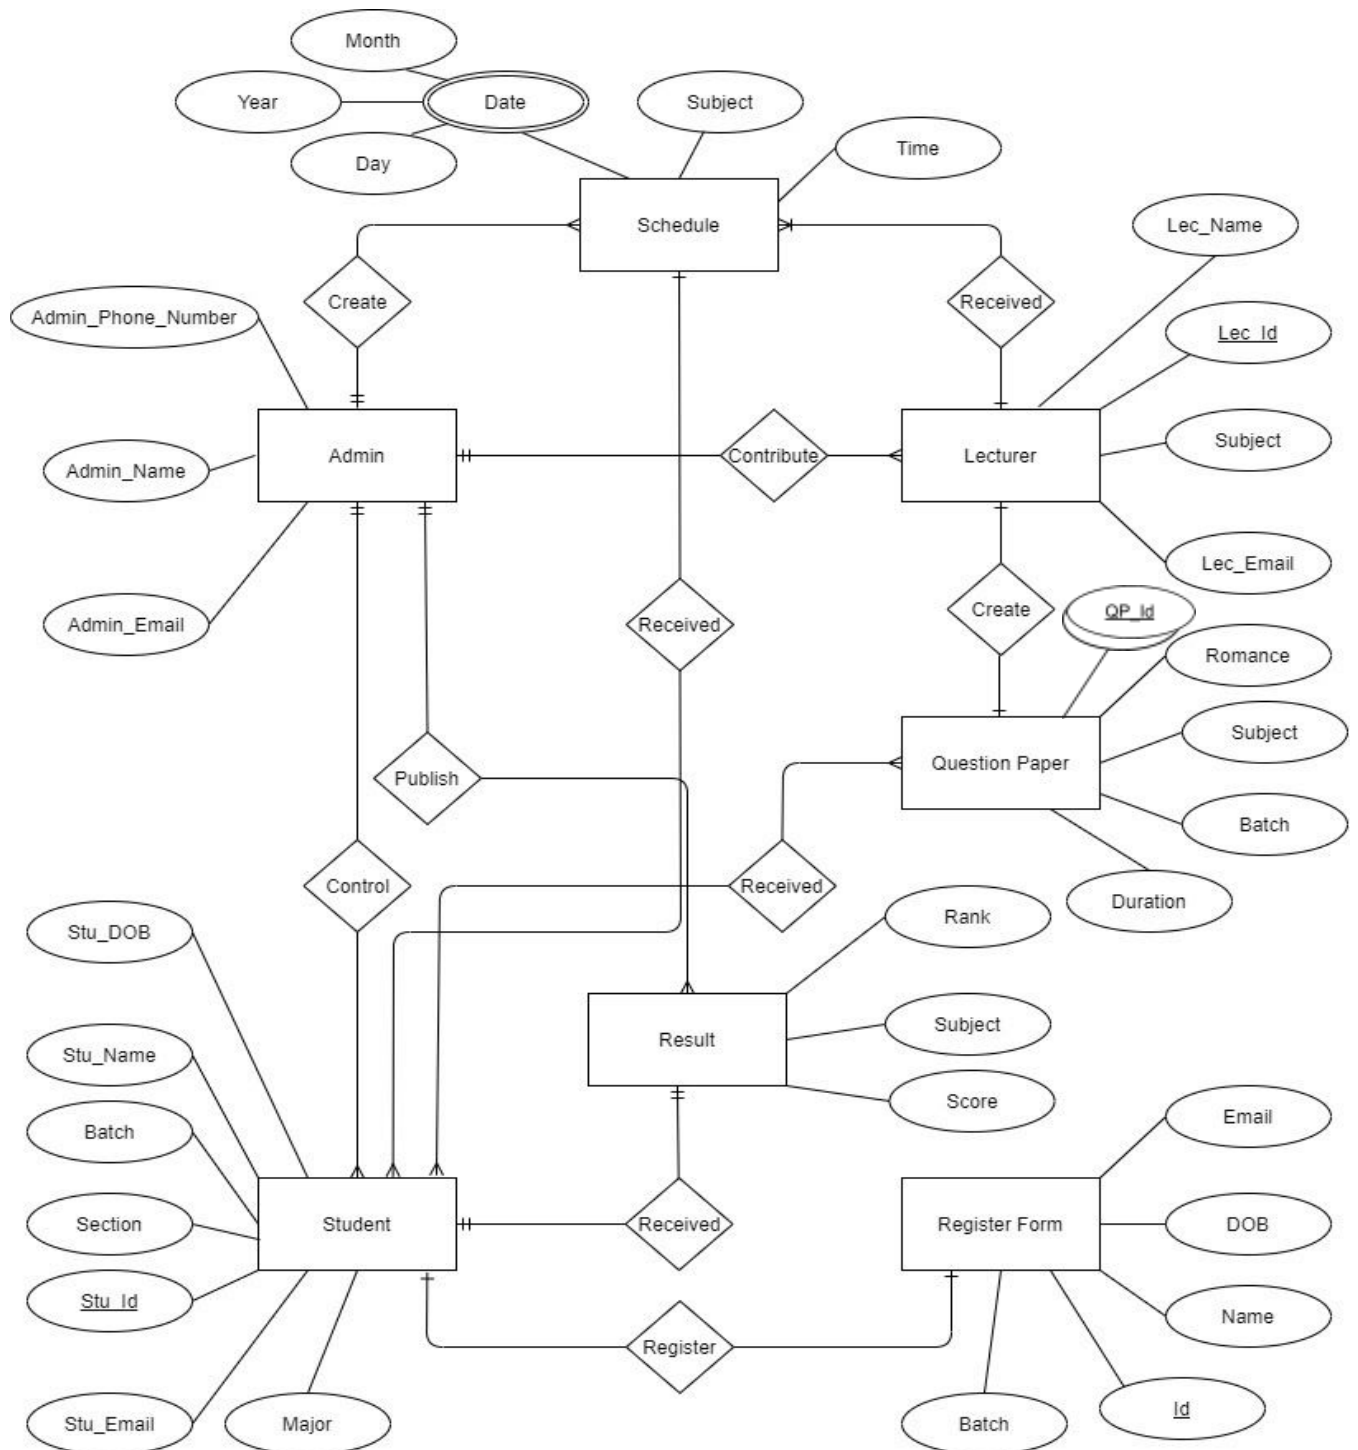 Month
Year
Date
Subject
Day
Time
Schedule
Lec_Name
Create
Received
Admin_Phone_Number
Lec_Id
Admin
Contribute
Lecturer
Subject
Admin_Name
Lec_Email
Create
QP_Id
Admin_Email
Received
Romance
Subject
Publish
Question Paper
Batch
Control
Received
Duration
Rank
Stu_DOB
Subject
Result
Stu_Name
Score
Email
Batch
Section
Student
Received
Register Form
DOB
Stu_Id
Name
Register
Stu_Email
Major
Batch
Id